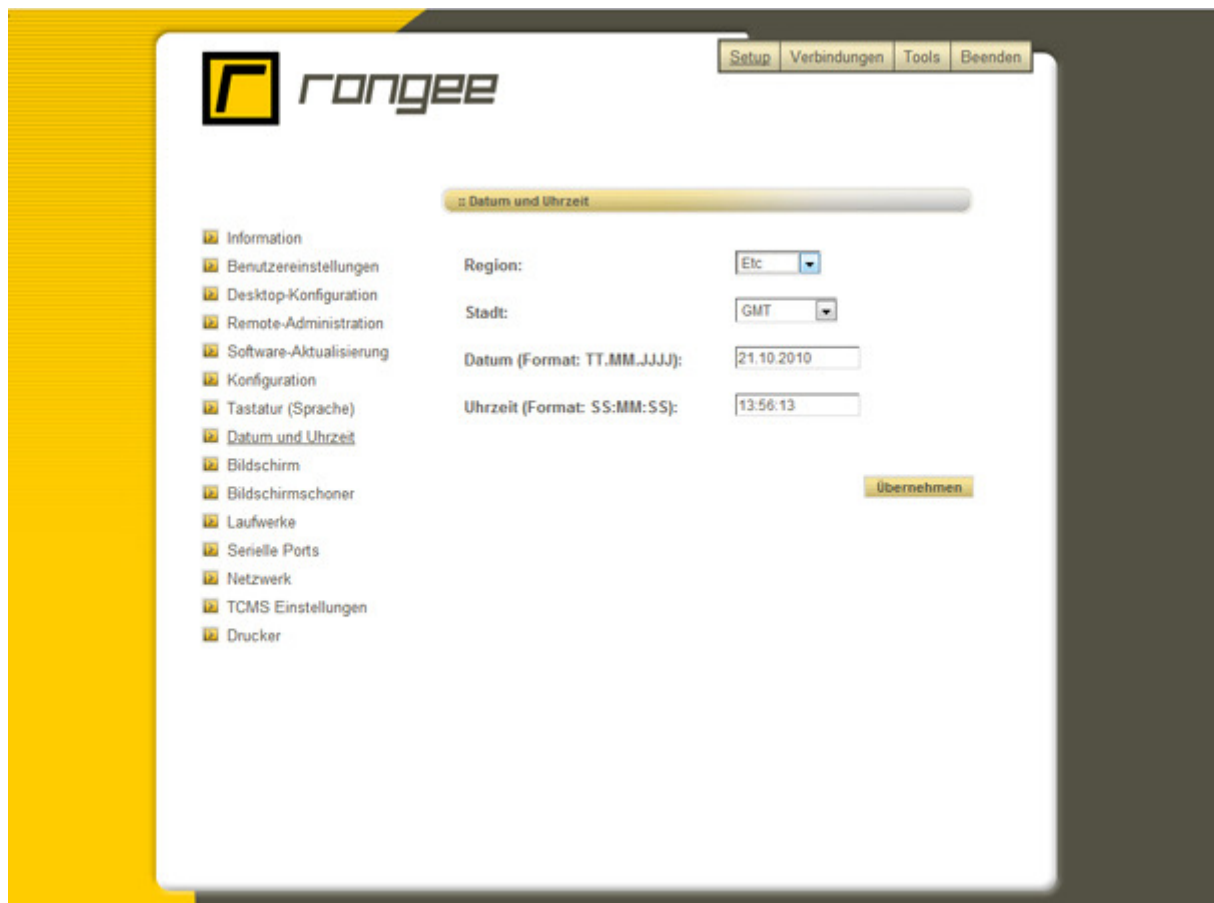 rangee
Setup Verbindungen Tools Beenden
:: Datum und Uhrzeit
Information
Benutzereinstellungen
Desktop-Konfiguration
Remote-Administration
Software-Aktualisierung
Konfiguration
Tastatur (Sprache)
Datum und Uhrzeit
Bildschirm
Bildschirmschoner
Laufwerke
Serielle Ports
Netzwerk
TCMS Einstellungen
Drucker
Region: Etc
Stadt: GMT
Datum (Format: TT.MM.JJJJ): 21.10.2010
Uhrzeit (Format: SS:MM:SS): 13:56:13
Übernehmen